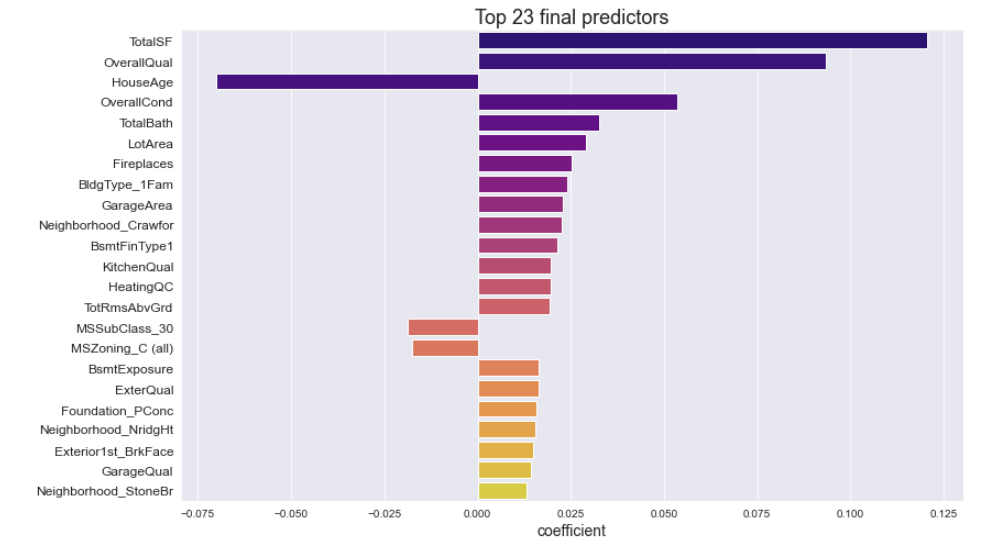 Top 23 final predictors
TotalSF
OverallQual
HouseAge
OverallCond
TotalBath
LotArea
Fireplaces
BldgType_1Fam
GarageArea
Neighborhood_Crawfor
BsmtFinType1
KitchenQual
HeatingQC
TotRmsAbvGrd
MSSubClass_30
MSZoning_C (all)
BsmtExposure
ExterQual
Foundation_PConc
Neighborhood_NridgHt
Exterior1st_BrkFace
GarageQual
Neighborhood_StoneBr
−0.075 −0.050 −0.025 0.000 0.025 0.050 0.075 0.100 0.125
coefficient